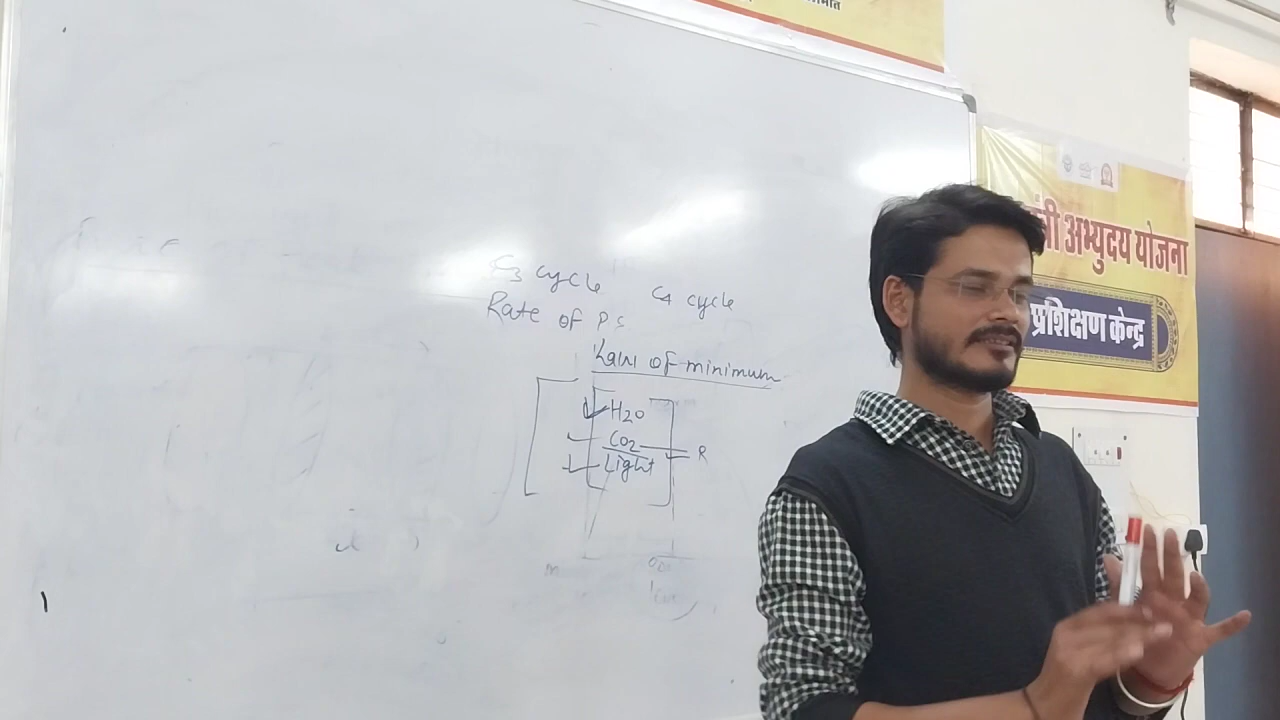 C3 cycle C4 cycle
Rate of PS
Law of minimum
H2O
CO2 R
Light
अभ्युदय योजना
प्रशिक्षण केन्द्र